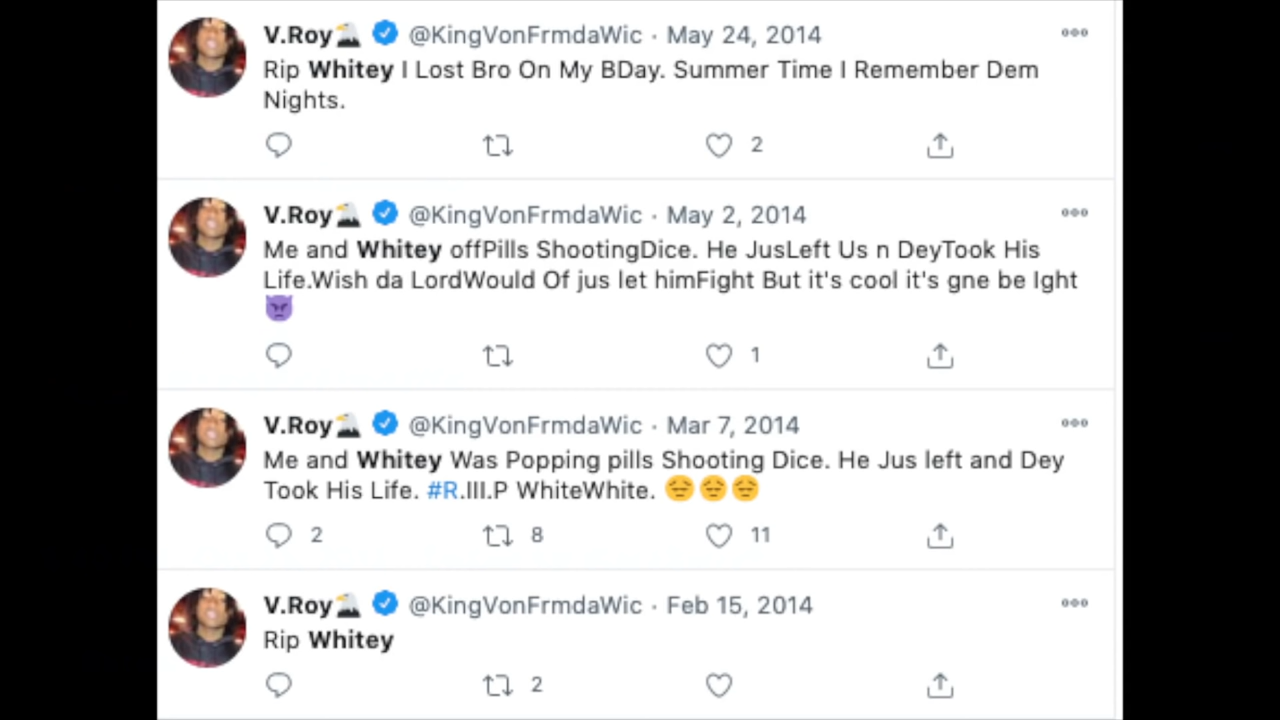 V.Roy🦅 @KingVonFrmdaWic · May 24, 2014
Rip Whitey I Lost Bro On My BDay. Summer Time I Remember Dem
Nights.
2
V.Roy🦅 @KingVonFrmdaWic · May 2, 2014
Me and Whitey offPills ShootingDice. He JusLeft Us n DeyTook His
Life.Wish da LordWould Of jus let himFight But it's cool it's gne be Ight
😈
1
V.Roy🦅 @KingVonFrmdaWic · Mar 7, 2014
Me and Whitey Was Popping pills Shooting Dice. He Jus left and Dey
Took His Life. #R.III.P WhiteWhite. 😔😔😔
2 8 11
V.Roy🦅 @KingVonFrmdaWic · Feb 15, 2014
Rip Whitey
2